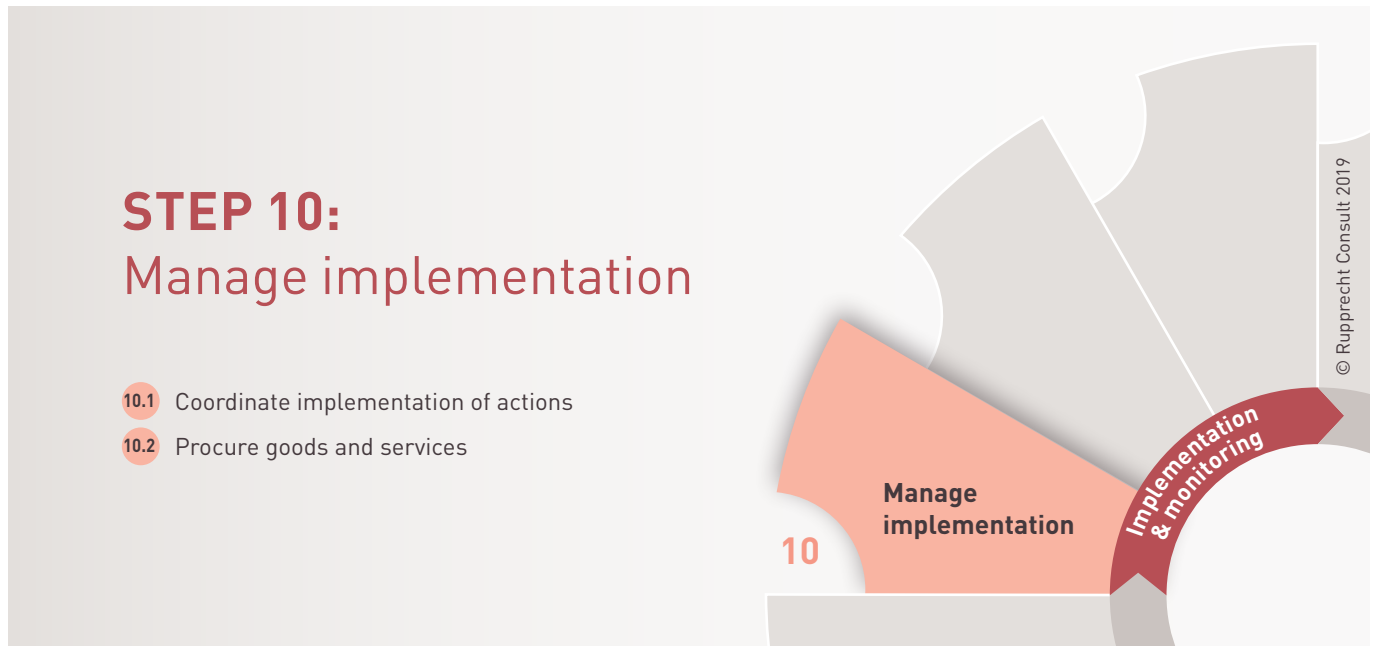 STEP 10:
Manage implementation
10.1 Coordinate implementation of actions
10.2 Procure goods and services
Manage
implementation
10
Implementation
& monitoring
© Rupprecht Consult 2019